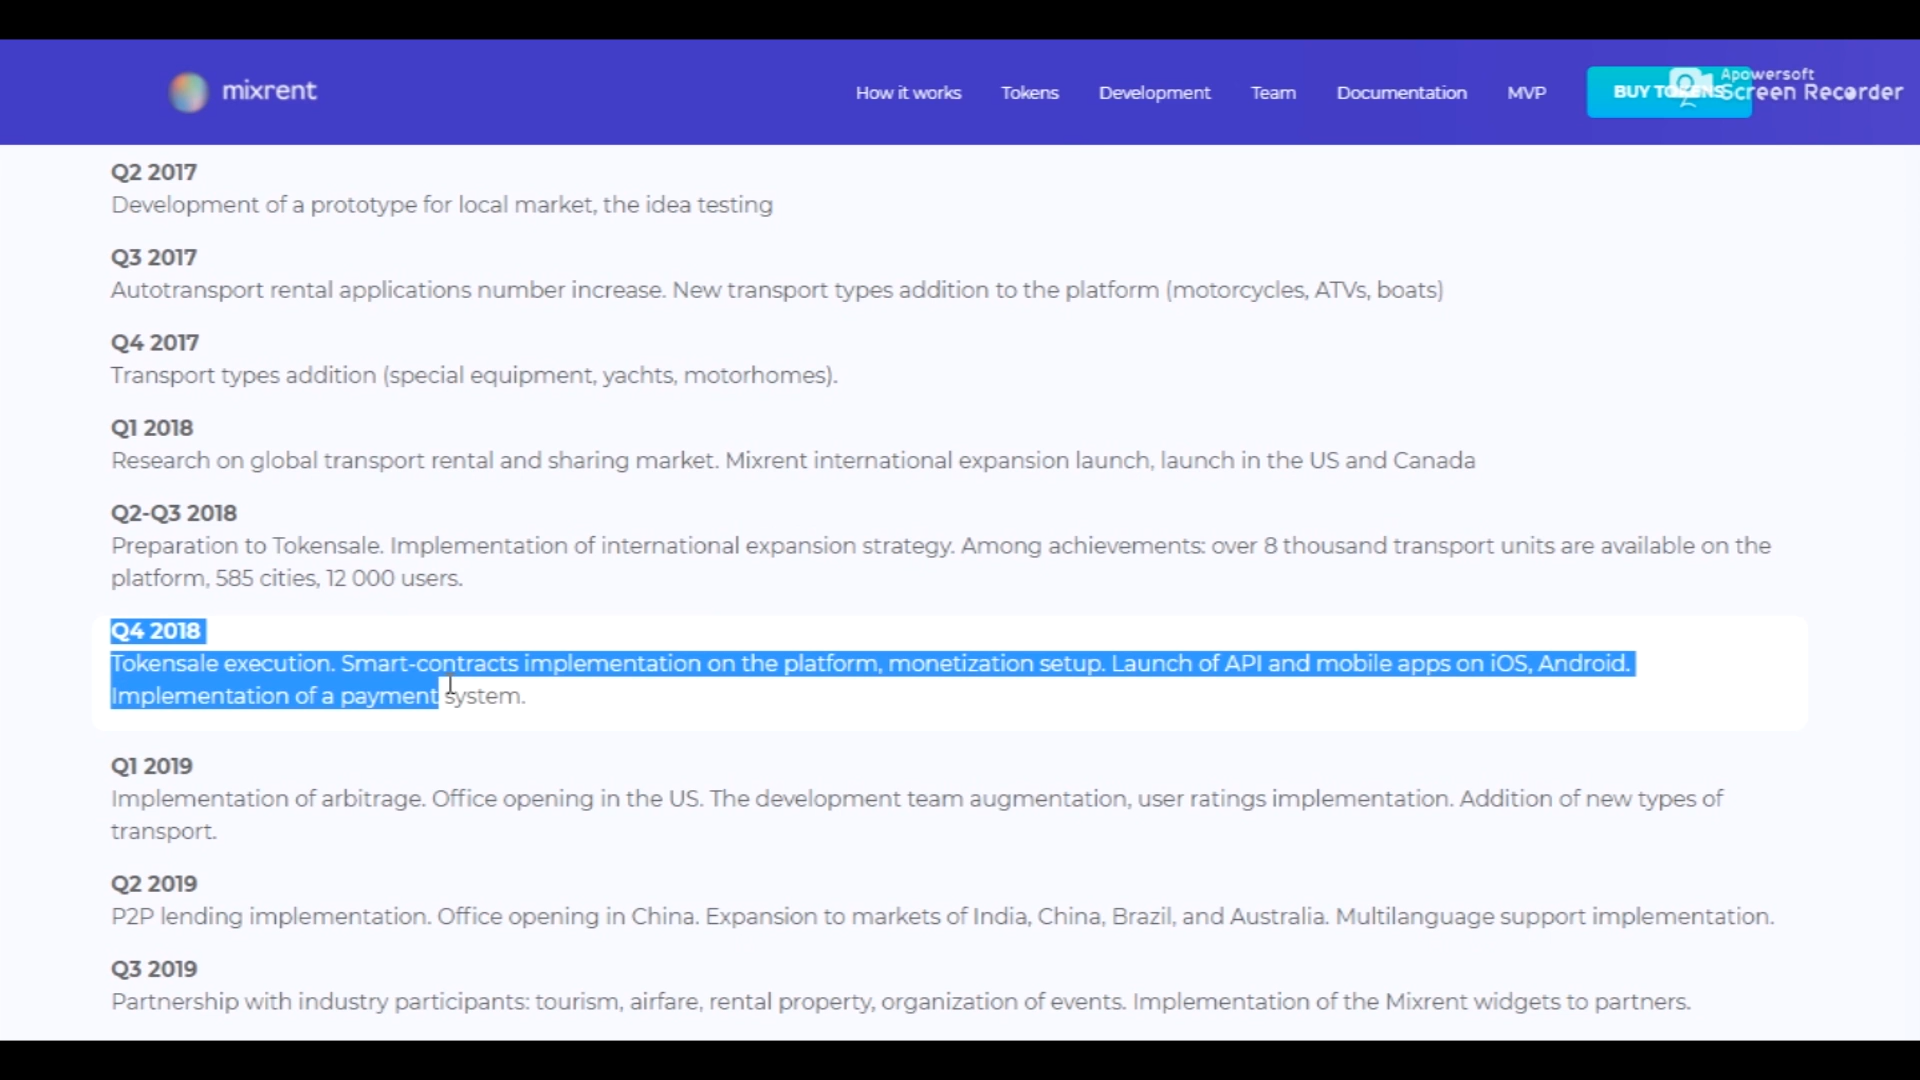 mixrent
How it works Tokens Development Team Documentation MVP BUY TOKENS
Apowersoft
Screen Recorder
Q2 2017
Development of a prototype for local market, the idea testing
Q3 2017
Autotransport rental applications number increase. New transport types addition to the platform (motorcycles, ATVs, boats)
Q4 2017
Transport types addition (special equipment, yachts, motorhomes).
Q1 2018
Research on global transport rental and sharing market. Mixrent international expansion launch, launch in the US and Canada
Q2-Q3 2018
Preparation to Tokensale. Implementation of international expansion strategy. Among achievements: over 8 thousand transport units are available on the
platform, 585 cities, 12 000 users.
Q4 2018
Tokensale execution. Smart-contracts implementation on the platform, monetization setup. Launch of API and mobile apps on iOS, Android.
Implementation of a payment system.
Q1 2019
Implementation of arbitrage. Office opening in the US. The development team augmentation, user ratings implementation. Addition of new types of
transport.
Q2 2019
P2P lending implementation. Office opening in China. Expansion to markets of India, China, Brazil, and Australia. Multilanguage support implementation.
Q3 2019
Partnership with industry participants: tourism, airfare, rental property, organization of events. Implementation of the Mixrent widgets to partners.